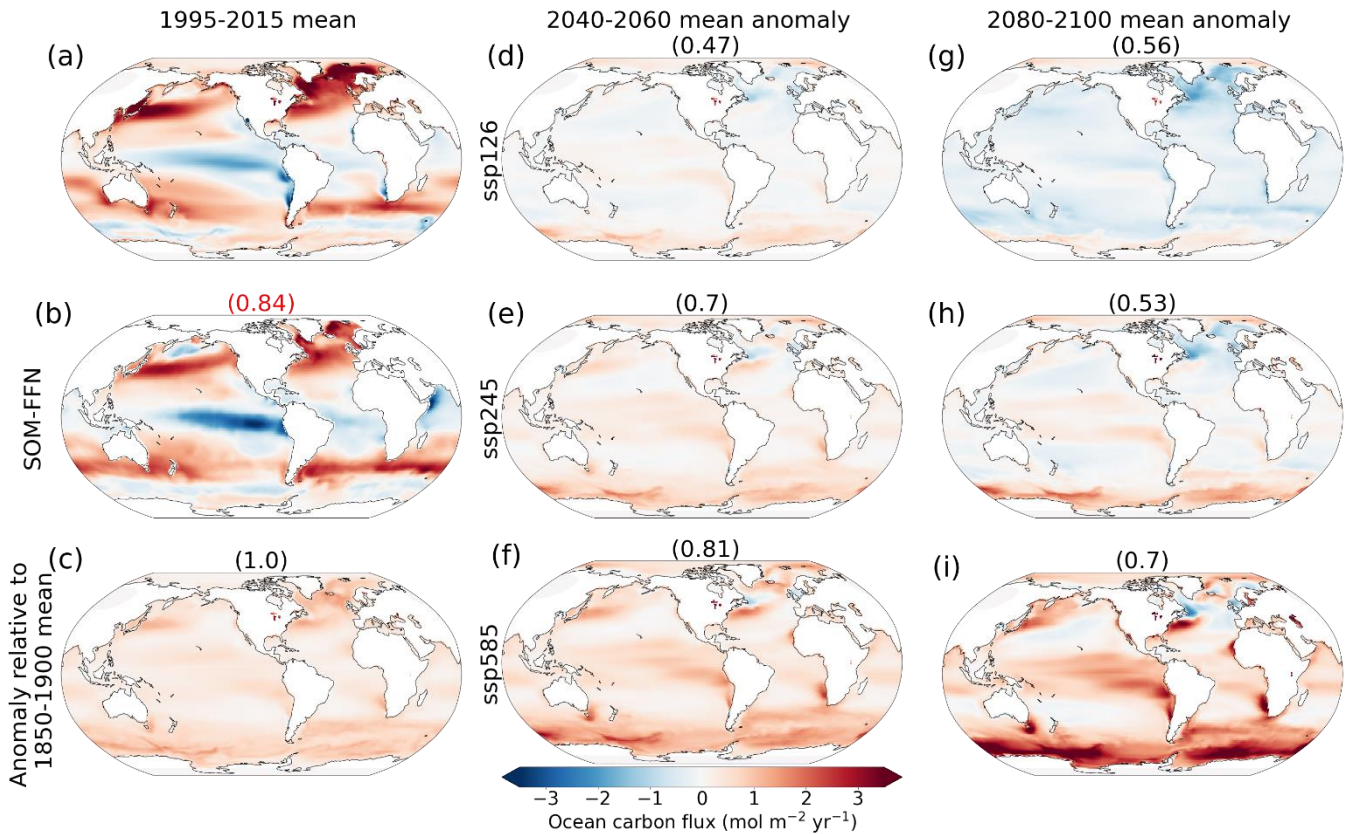 1995-2015 mean
2040-2060 mean anomaly
2080-2100 mean anomaly
(a)
(d)
(0.47)
(g)
(0.56)
ssp126
(b)
(0.84)
(e)
(0.7)
(h)
(0.53)
SOM-FFN
ssp245
(c)
(1.0)
(f)
(0.81)
(i)
(0.7)
Anomaly relative to
1850-1900 mean
ssp585
−3 −2 −1 0 1 2 3
Ocean carbon flux (mol m⁻² yr⁻¹)